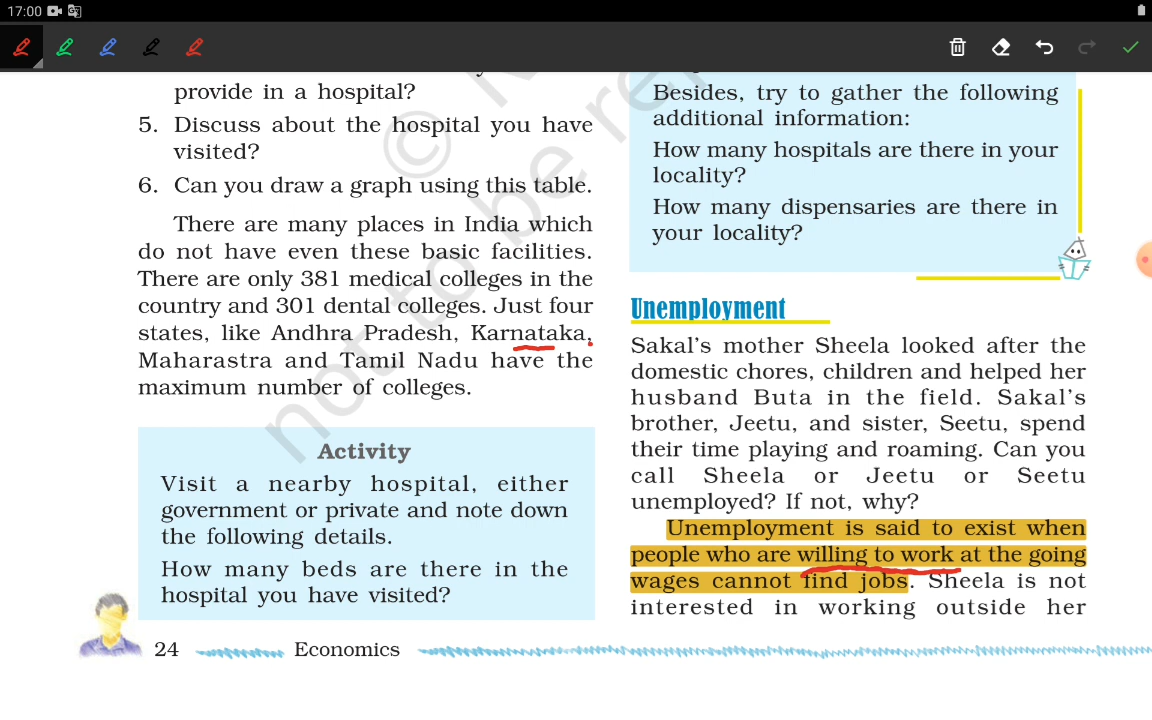 17:00
provide in a hospital?
5. Discuss about the hospital you have
visited?
6. Can you draw a graph using this table.
There are many places in India which
do not have even these basic facilities.
There are only 381 medical colleges in the
country and 301 dental colleges. Just four
states, like Andhra Pradesh, Karnataka,
Maharastra and Tamil Nadu have the
maximum number of colleges.
Activity
Visit a nearby hospital, either
government or private and note down
the following details.
How many beds are there in the
hospital you have visited?
Besides, try to gather the following
additional information:
How many hospitals are there in your
locality?
How many dispensaries are there in
your locality?
Unemployment
Sakal's mother Sheela looked after the
domestic chores, children and helped her
husband Buta in the field. Sakal's
brother, Jeetu, and sister, Seetu, spend
their time playing and roaming. Can you
call Sheela or Jeetu or Seetu
unemployed? If not, why?
Unemployment is said to exist when
people who are willing to work at the going
wages cannot find jobs. Sheela is not
interested in working outside her
24 Economics
©
not to be